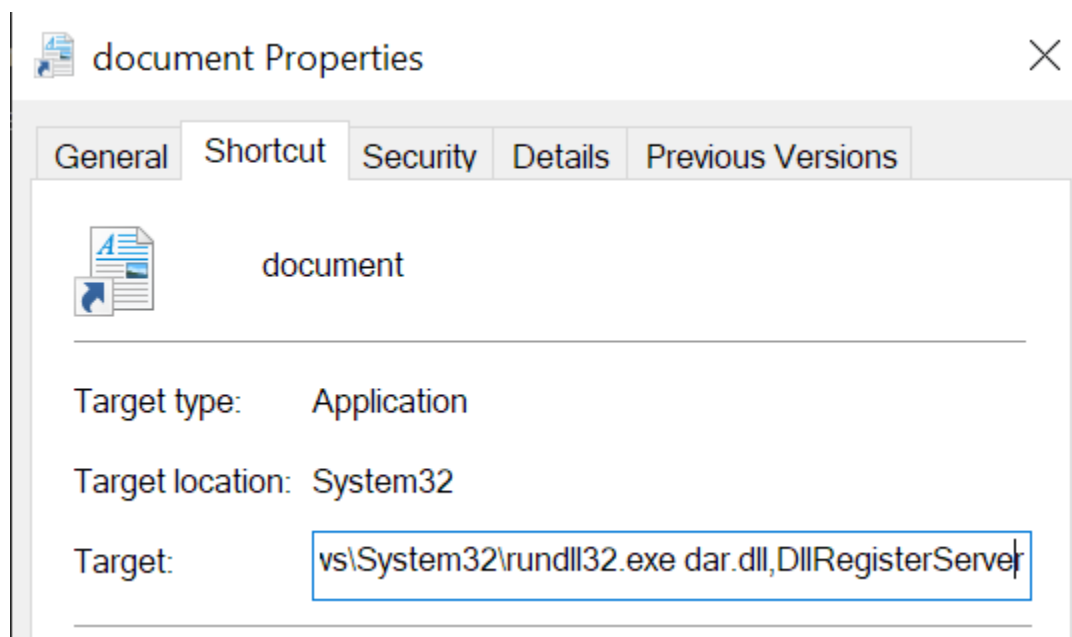 document Properties
General Shortcut Security Details Previous Versions
document
Target type: Application
Target location: System32
Target: vs\System32\rundll32.exe dar.dll,DllRegisterServer